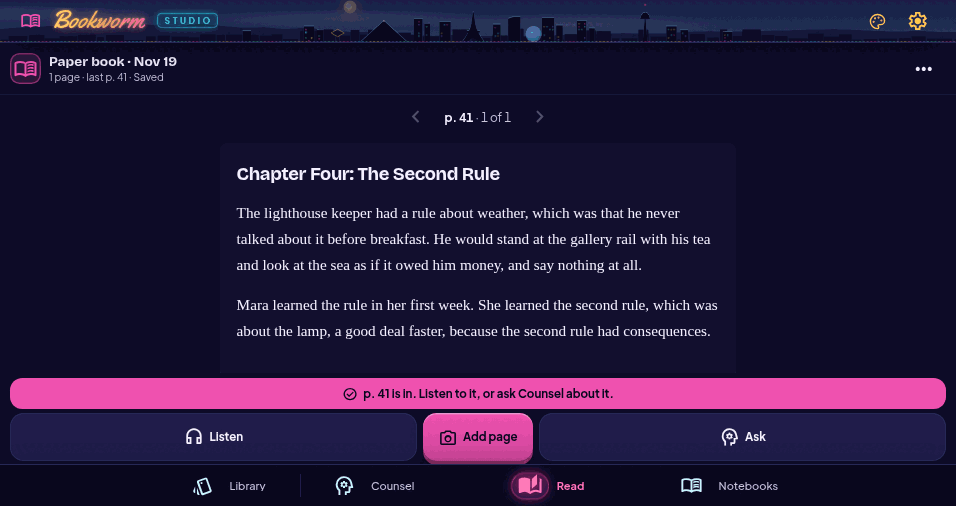 Bookworm STUDIO
Paper book · Nov 19
1 page · last p. 41 · Saved
p. 41 · 1 of 1
Chapter Four: The Second Rule
The lighthouse keeper had a rule about weather, which was that he never
talked about it before breakfast. He would stand at the gallery rail with his tea
and look at the sea as if it owed him money, and say nothing at all.
Mara learned the rule in her first week. She learned the second rule, which was
about the lamp, a good deal faster, because the second rule had consequences.
p. 41 is in. Listen to it, or ask Counsel about it.
Listen
Add page
Ask
Library
Counsel
Read
Notebooks